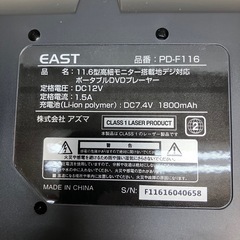 EAST 品番：PD-F116
品名：11.6型高細モニター搭載地デジ対応
ポータブルDVDプレーヤー
定格電圧：DC12V
定格電流：1.5A
充電池(Li-ion polymer)：DC7.4V 1800mAh
株式会社 アズマ
CLASS 1 LASER PRODUCT
MADE IN CHINA
S/N: F11616040658